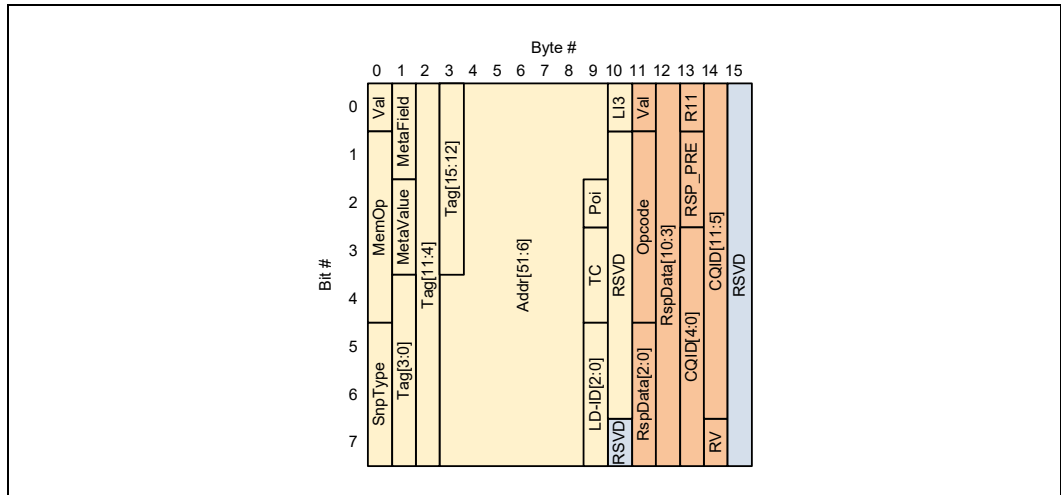 Byte #
0 1 2 3 4 5 6 7 8 9 10 11 12 13 14 15
Bit #
0
1
2
3
4
5
6
7
Val
MemOp
SnpType
MetaField
MetaValue
Tag[3:0]
Tag[11:4]
Tag[15:12]
Addr[51:6]
Poi
TC
LD-ID[2:0]
LI3
RSVD
RSVD
Val
Opcode
RspData[2:0]
RspData[10:3]
R11
RSP_PRE
CQID[4:0]
CQID[11:5]
RV
RSVD